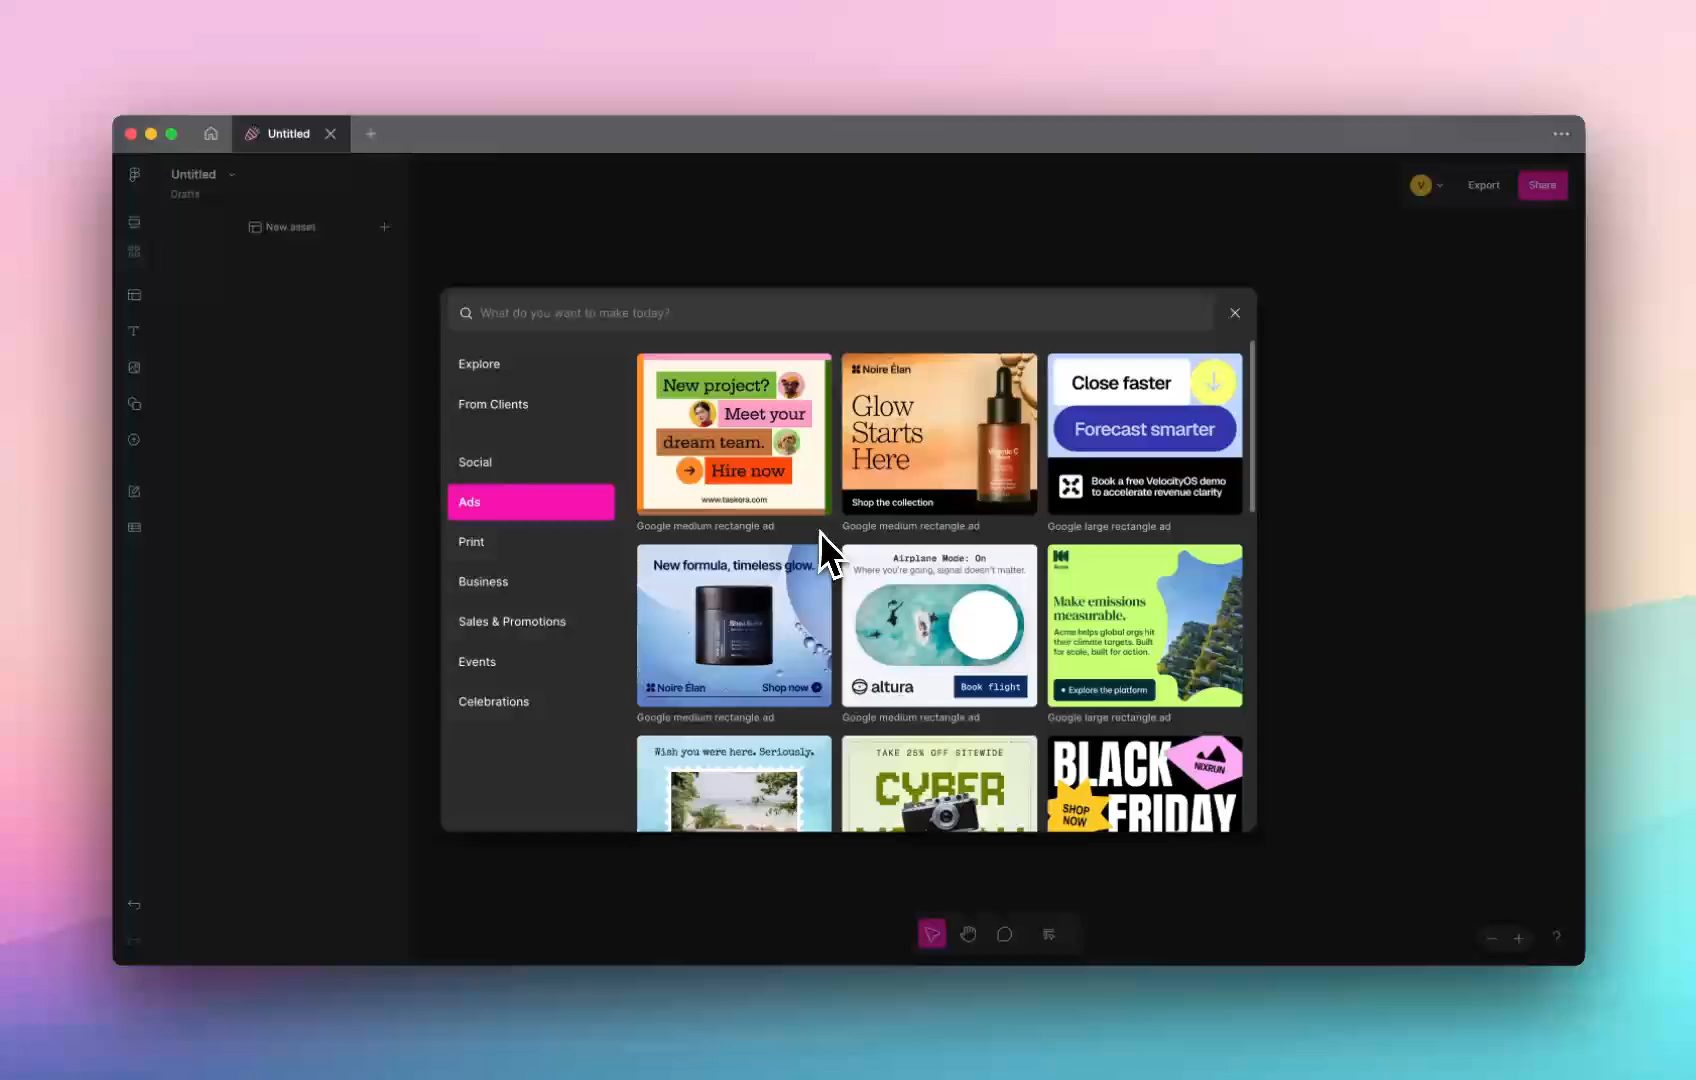 Untitled
Untitled
Drafts
New asset
V
Export
Share
What do you want to make today?
Explore
From Clients
Social
Ads
Print
Business
Sales & Promotions
Events
Celebrations
New project?
Meet your
dream team.
Hire now
www.taskera.com
Google medium rectangle ad
Noire Élan
Glow
Starts
Here
Vitamin C
Shop the collection
Google medium rectangle ad
Close faster
Forecast smarter
Book a free VelocityOS demo
to accelerate revenue clarity
Google large rectangle ad
New formula, timeless glow.
Noire Élan
Shop now
Google medium rectangle ad
Airplane Mode: On
Where you're going, signal doesn't matter.
altura
Book flight
Google medium rectangle ad
Acme
Make emissions
measurable.
Acme helps global orgs hit
their climate targets. Built
for scale, built for action.
Explore the platform
Google large rectangle ad
Wish you were here. Seriously.
TAKE 25% OFF SITEWIDE
CYBER
BLACK
FRIDAY
NIXRUN
SHOP
NOW
?